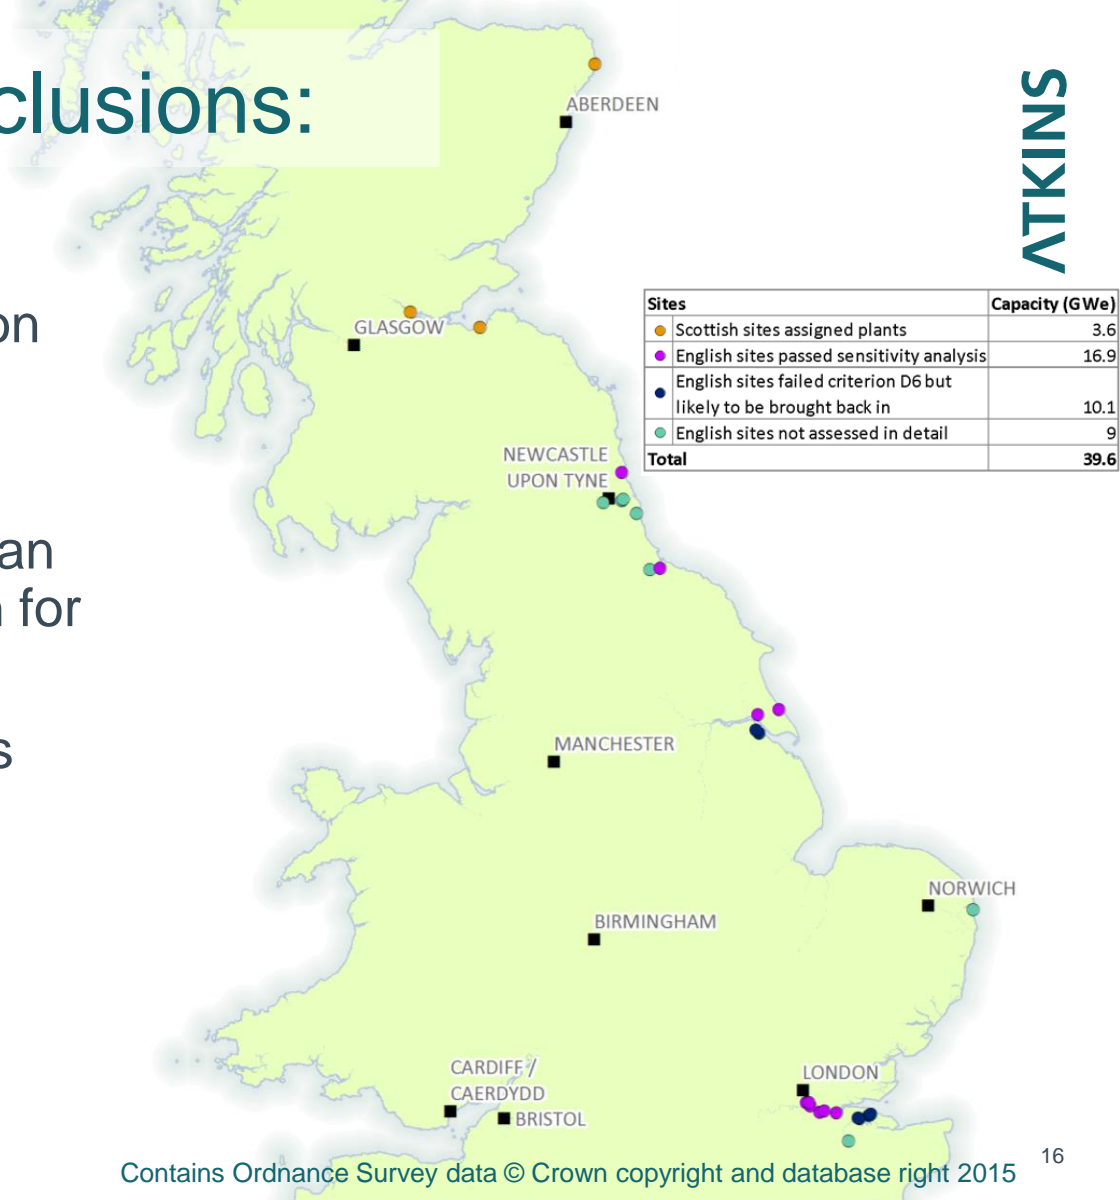 clusions:
ATKINS
on
an
n for
s
Sites Capacity (GWe)
Scottish sites assigned plants 3.6
English sites passed sensitivity analysis 16.9
English sites failed criterion D6 but
likely to be brought back in 10.1
English sites not assessed in detail 9
Total 39.6
ABERDEEN
GLASGOW
NEWCASTLE
UPON TYNE
MANCHESTER
NORWICH
BIRMINGHAM
CARDIFF /
CAERDYDD
BRISTOL
LONDON
Contains Ordnance Survey data © Crown copyright and database right 2015
16